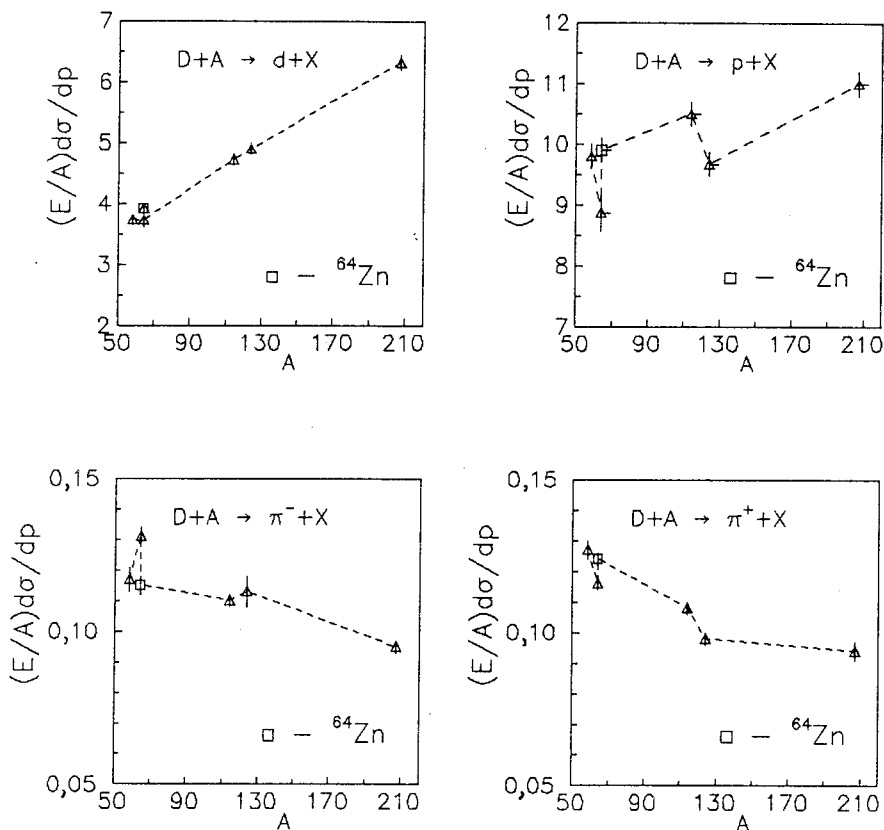 (E/A)dσ/dp
7
6
5
4
3
2
D+A → d+X
□ — ⁶⁴Zn
50 90 130 170 210
A
(E/A)dσ/dp
12
11
10
9
8
7
D+A → p+X
□ — ⁶⁴Zn
50 90 130 170 210
A
(E/A)dσ/dp
0,15
0,10
0,05
D+A → π⁻+X
□ — ⁶⁴Zn
50 90 130 170 210
A
(E/A)dσ/dp
0,15
0,10
0,05
D+A → π⁺+X
□ — ⁶⁴Zn
50 90 130 170 210
A